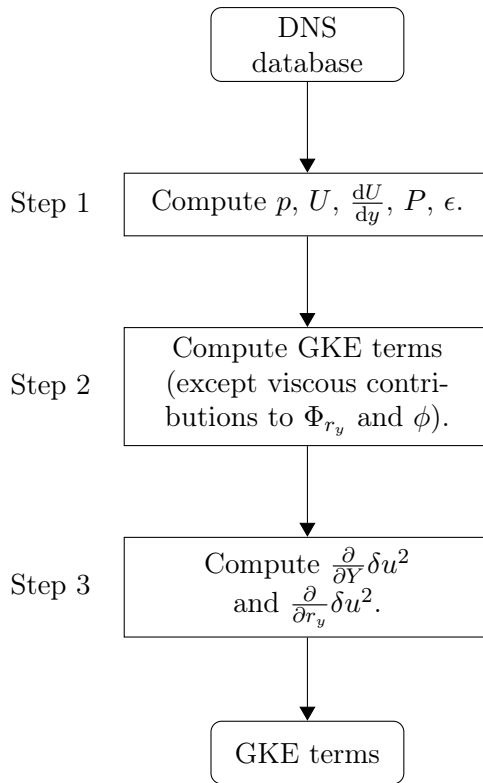 DNS
database
Step 1
Compute p, U, dU/dy, P, ϵ.
Step 2
Compute GKE terms
(except viscous contri-
butions to Φ_{r_y} and ϕ).
Step 3
Compute ∂/∂Y δu²
and ∂/∂r_y δu².
GKE terms